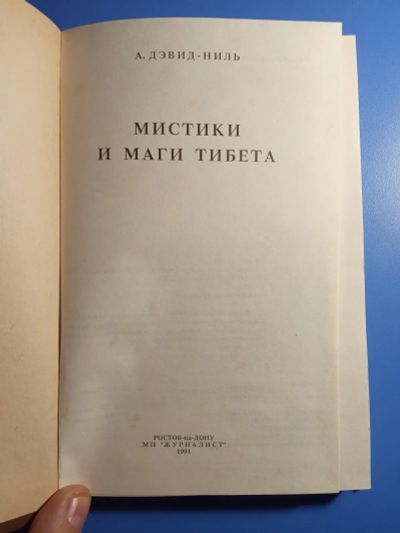 А. ДЭВИД-НИЛЬ
МИСТИКИ
И МАГИ ТИБЕТА
РОСТОВ-на-ДОНУ
МП "ЖУРНАЛИСТ"
1991